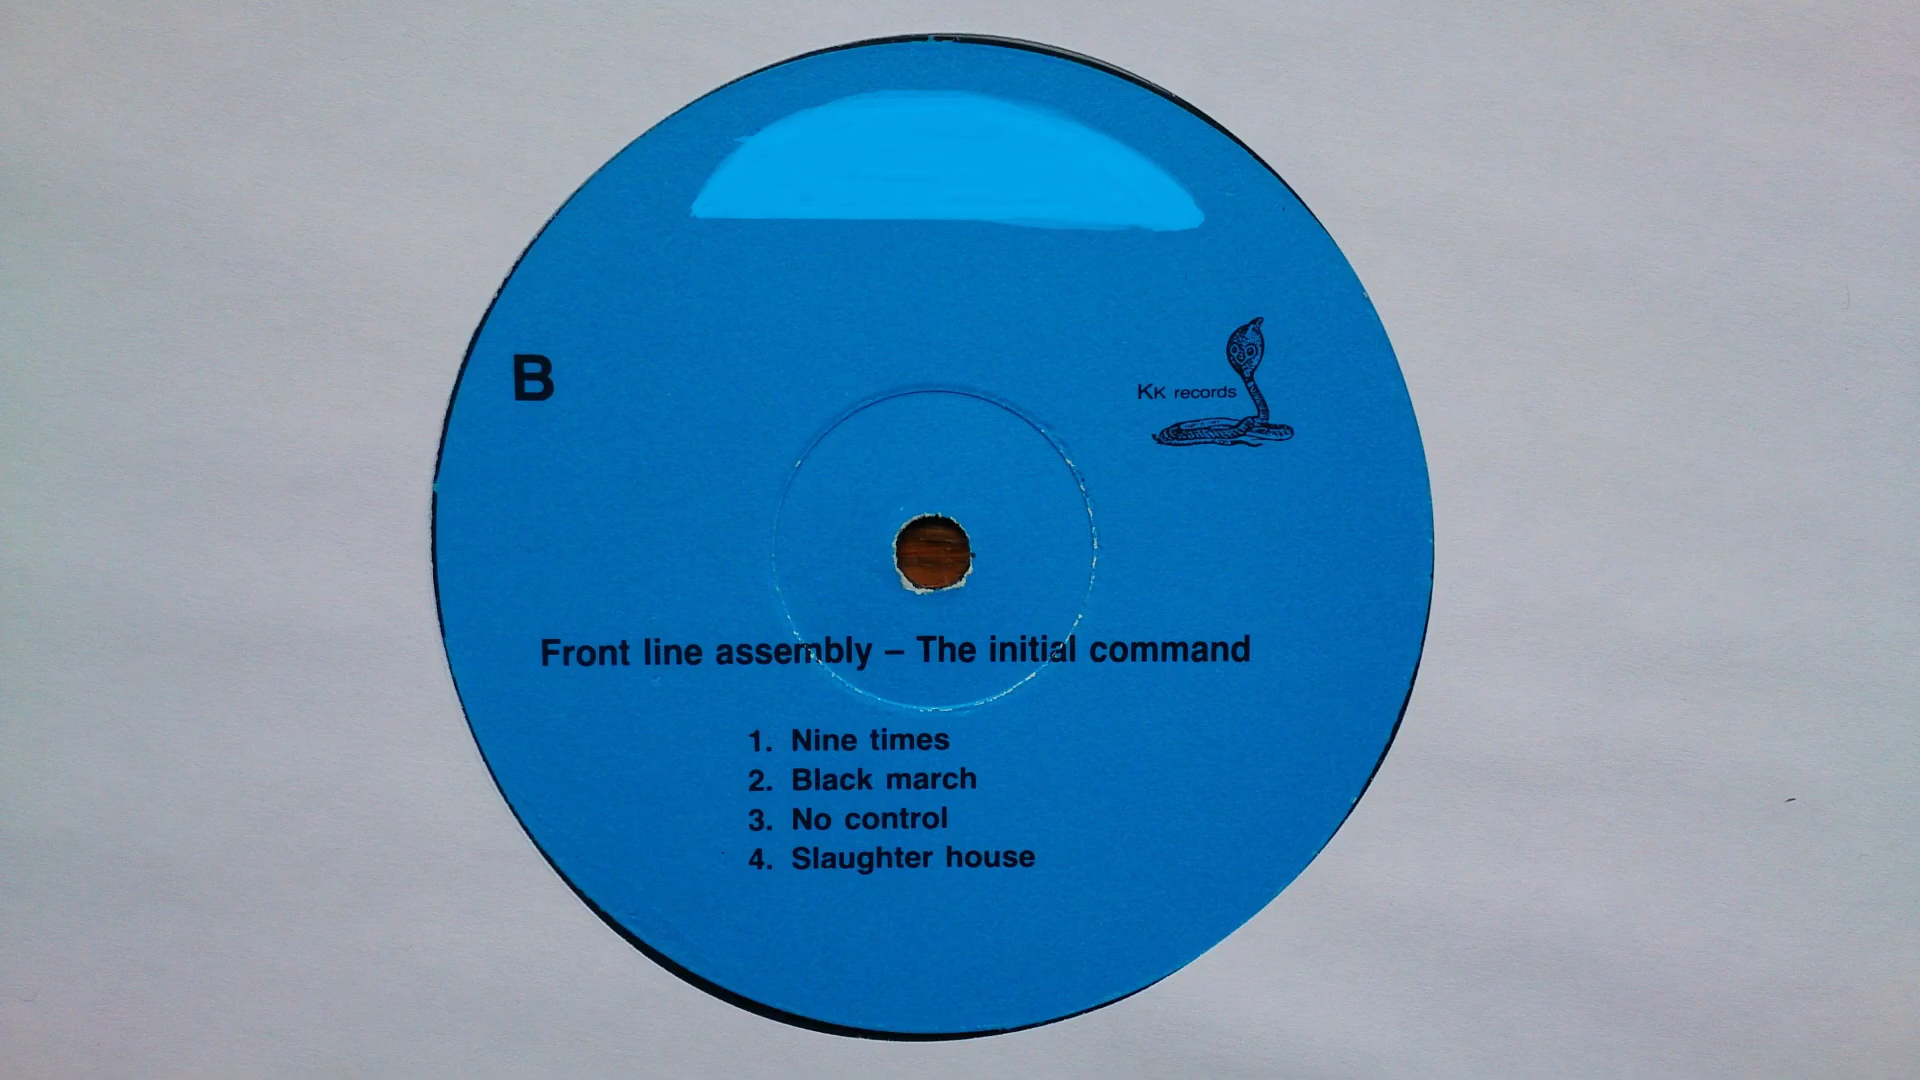 B
KK records
Front line assembly – The initial command
1. Nine times
2. Black march
3. No control
4. Slaughter house